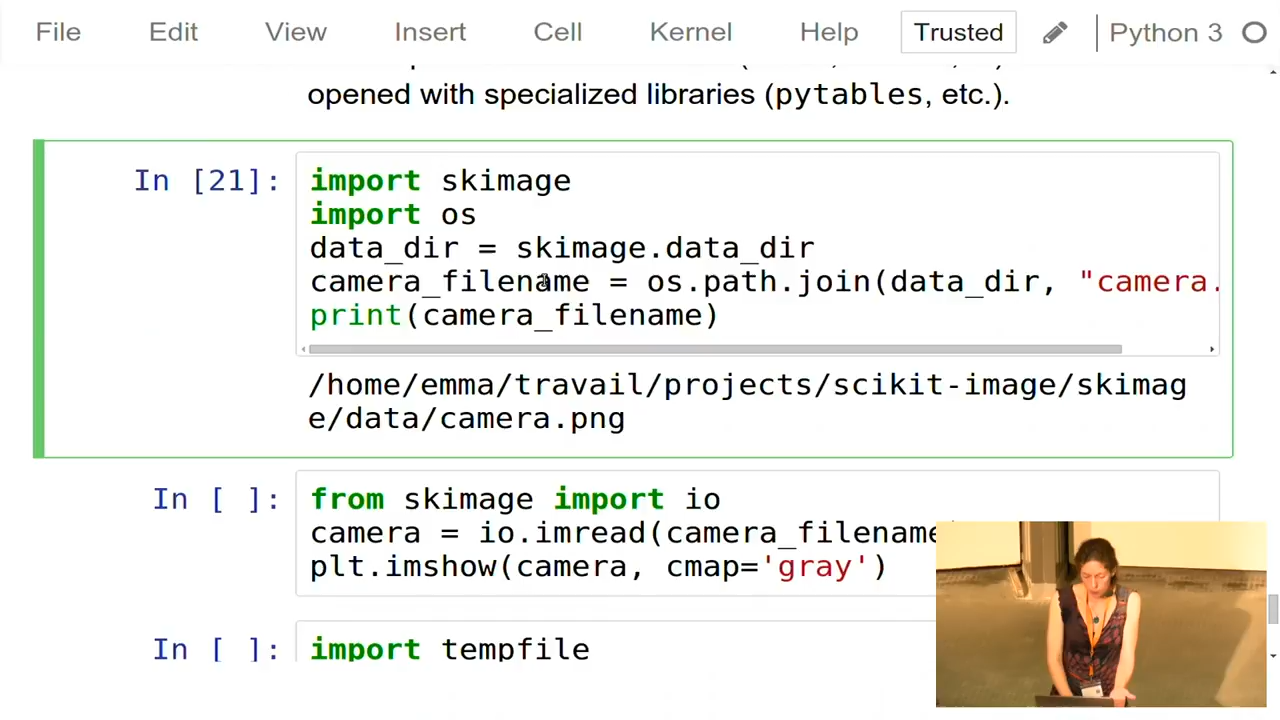 File Edit View Insert Cell Kernel Help Trusted Python 3
opened with specialized libraries (pytables, etc.).
In [21]: import skimage
import os
data_dir = skimage.data_dir
camera_filename = os.path.join(data_dir, "camera.
print(camera_filename)
/home/emma/travail/projects/scikit-image/skimag
e/data/camera.png
In [ ]: from skimage import io
camera = io.imread(camera_filename
plt.imshow(camera, cmap='gray')
In [ ]: import tempfile